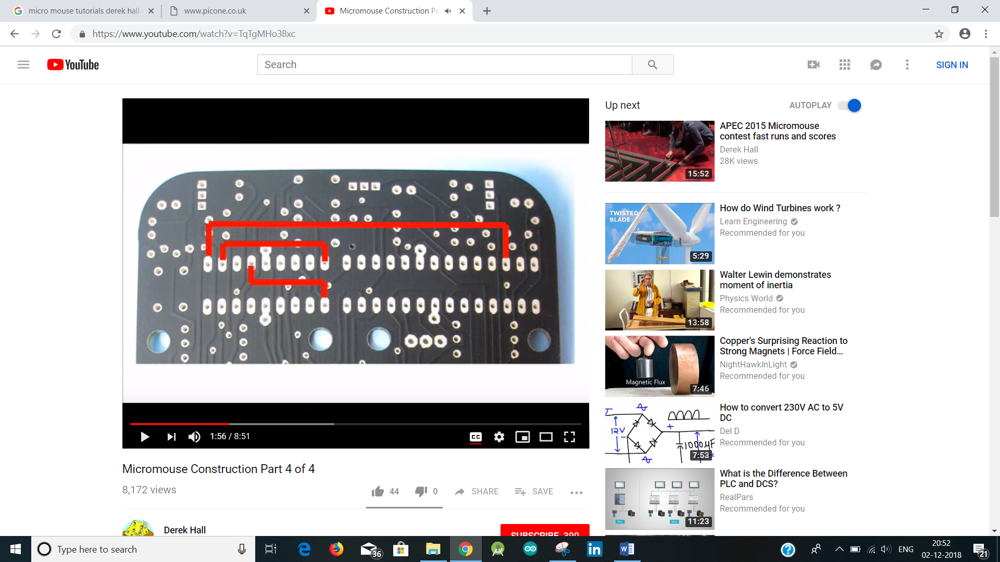 micro mouse tutorials derek hall
www.picone.co.uk
Micromouse Construction Pa
https://www.youtube.com/watch?v=TqTgMHo38xc
YouTube
Search
SIGN IN
Up next
AUTOPLAY
15:52
APEC 2015 Micromouse
contest fast runs and scores
Derek Hall
28K views
TWISTED
BLADE
5:29
How do Wind Turbines work ?
Learn Engineering
Recommended for you
13:58
Walter Lewin demonstrates
moment of inertia
Physics World
Recommended for you
Magnetic Flux
7:46
Copper's Surprising Reaction to
Strong Magnets | Force Field...
NightHawkInLight
Recommended for you
12V
1000μF
7:53
How to convert 230V AC to 5V
DC
Del D
Recommended for you
PLC
DCS
11:23
What is the Difference Between
PLC and DCS?
RealPars
Recommended for you
1:56 / 8:51
CC
Micromouse Construction Part 4 of 4
8,172 views
44
0
SHARE
SAVE
Derek Hall
SUBSCRIBE 390
Type here to search
36
ENG
20:52
02-12-2018
21